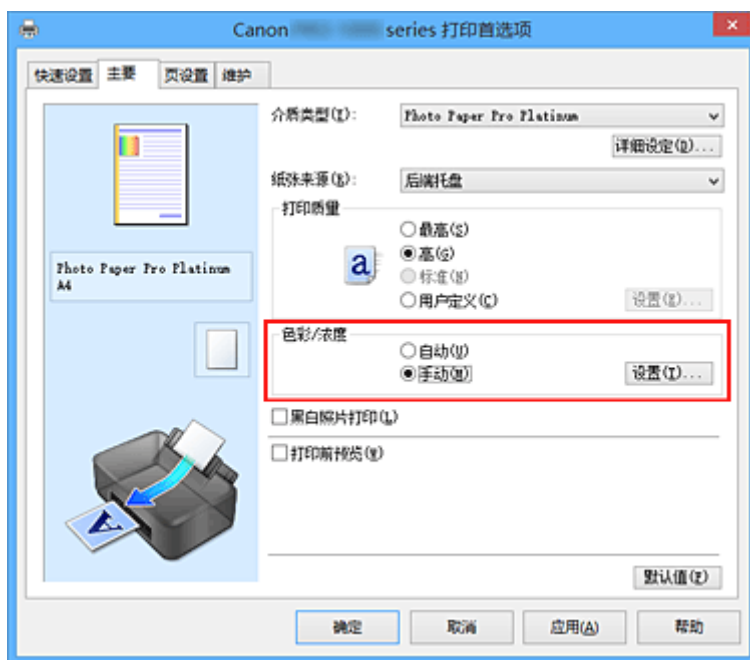 Canon series 打印首选项
快速设置 主要 页设置 维护
介质类型(I): Photo Paper Pro Platinum
详细设定(D)...
纸张来源(B): 后端托盘
打印质量
最高(S)
高(G)
标准(N)
用户定义(C) 设置(E)...
Photo Paper Pro Platinum
A4
色彩/浓度
自动(U)
手动(M) 设置(T)...
黑白照片打印(L)
打印前预览(W)
A
默认值(F)
确定 取消 应用(A) 帮助